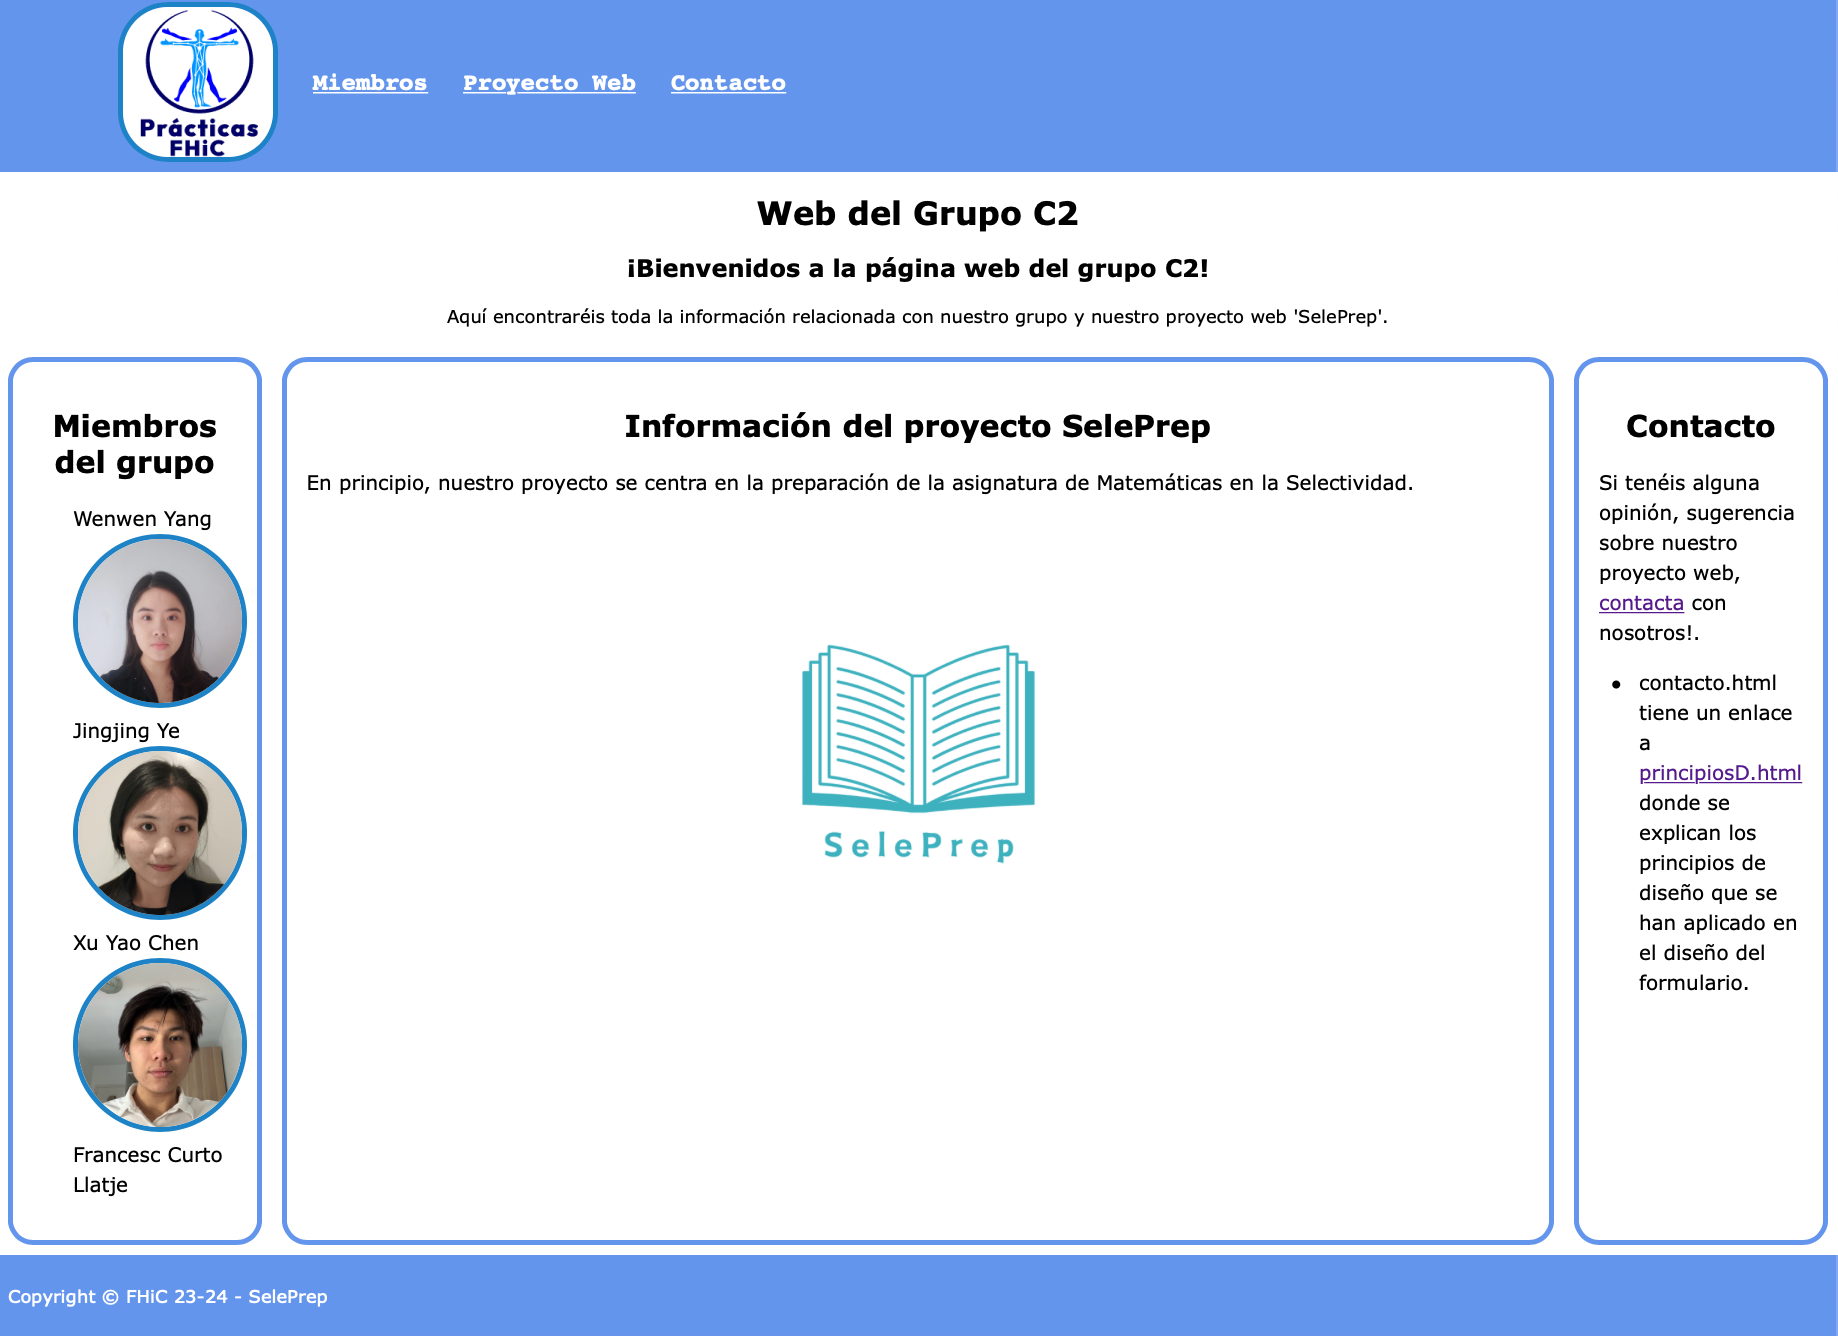 Prácticas
FHiC
Miembros Proyecto Web Contacto
Web del Grupo C2
¡Bienvenidos a la página web del grupo C2!
Aquí encontraréis toda la información relacionada con nuestro grupo y nuestro proyecto web 'SelePrep'.
Miembros
del grupo
Wenwen Yang
Jingjing Ye
Xu Yao Chen
Francesc Curto
Llatje
Información del proyecto SelePrep
En principio, nuestro proyecto se centra en la preparación de la asignatura de Matemáticas en la Selectividad.
SelePrep
Contacto
Si tenéis alguna
opinión, sugerencia
sobre nuestro
proyecto web,
contacta con
nosotros!.
• contacto.html
tiene un enlace
a
principiosD.html
donde se
explican los
principios de
diseño que se
han aplicado en
el diseño del
formulario.
Copyright © FHiC 23-24 - SelePrep